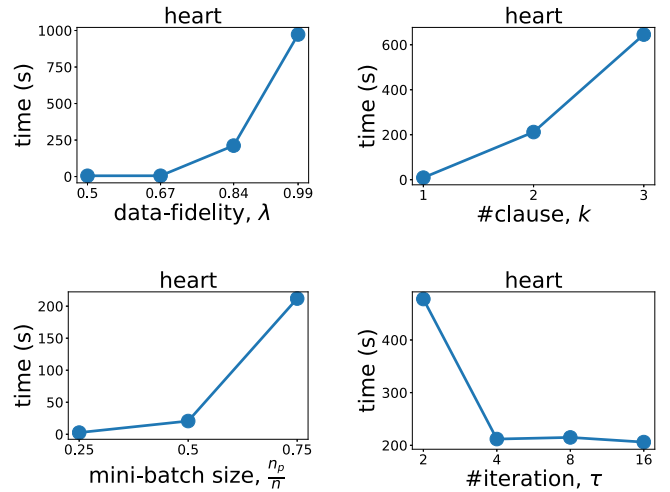 heart
time (s)
1000
750
500
250
0
0.5 0.67 0.84 0.99
data-fidelity, λ
heart
time (s)
600
400
200
0
1 2 3
#clause, k
heart
time (s)
200
150
100
50
0
0.25 0.5 0.75
mini-batch size, n_p/n
heart
time (s)
400
300
200
2 4 8 16
#iteration, τ